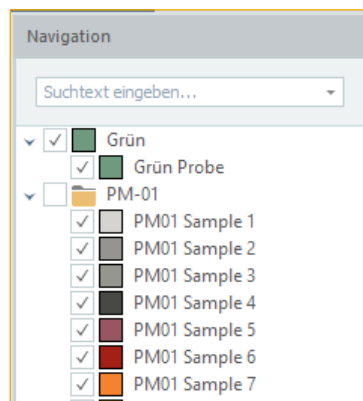 Navigation
Suchtext eingeben...
Grün
Grün Probe
PM-01
PM01 Sample 1
PM01 Sample 2
PM01 Sample 3
PM01 Sample 4
PM01 Sample 5
PM01 Sample 6
PM01 Sample 7